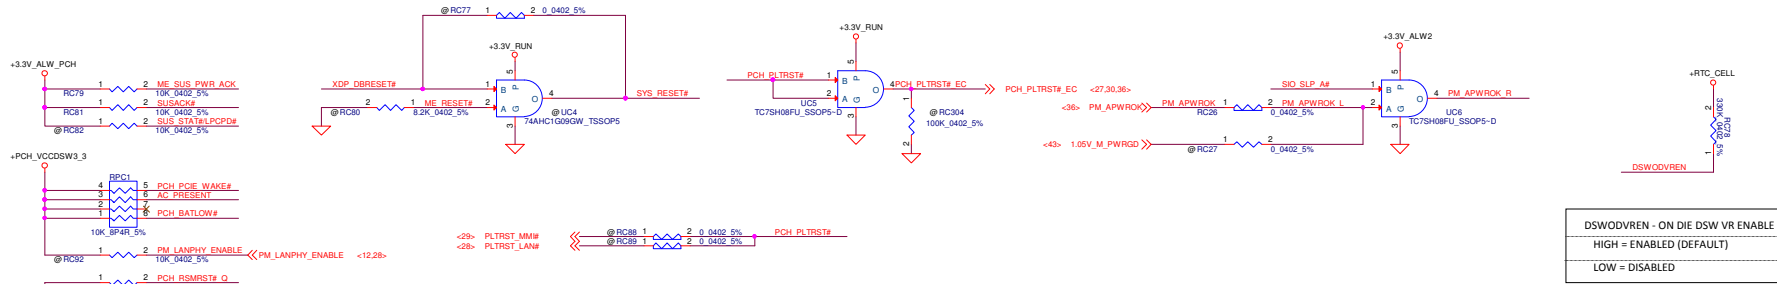 @RC77 1 2 0_0402_5%
+3.3V_RUN
XDP_DBRESET# 1 B P 5
@RC80 2 1 ME_RESET# 2 A G O 4 SYS_RESET#
8.2K_0402_5% 3 @UC4
74AHC1G09GW_TSSOP5
+3.3V_ALW_PCH
RC79 1 2 ME_SUS_PWR_ACK
10K_0402_5%
RC81 1 2 SUSACK#
10K_0402_5%
@RC82 1 2 SUS_STAT#/LPCPD#
10K_0402_5%
+3.3V_RUN
PCH_PLTRST# 1 B P 5
2 A G O 4 PCH_PLTRST#_EC
PCH_PLTRST#_EC <27,30,36>
UC5 3
TC7SH08FU_SSOP5~D
@RC304
100K_0402_5%
1
2
+3.3V_ALW2
SIO_SLP_A# 1 B P 5
<36> PM_APWROK PM_APWROK 1 2 PM_APWROK_L 2 A G O 4 PM_APWROK_R
RC26 0_0402_5% 3 UC6
TC7SH08FU_SSOP5~D
<43> 1.05V_M_PWRGD 1 2
@RC27 0_0402_5%
+RTC_CELL
2
330K_0402_5%
RC78
1
DSWODVREN
+PCH_VCCDSW3_3
RPC1
4 5 PCH_PCIE_WAKE#
3 6 AC_PRESENT
2 7
1 8 PCH_BATLOW#
10K_8P4R_5%
@RC92 1 2 PM_LANPHY_ENABLE
10K_0402_5%
PM_LANPHY_ENABLE <12,28>
1 2 PCH_RSMRST#_Q
<29> PLTRST_MMI# @RC88 1 2 0_0402_5% PCH_PLTRST#
<28> PLTRST_LAN# @RC89 1 2 0_0402_5%
DSWODVREN - ON DIE DSW VR ENABLE
HIGH = ENABLED (DEFAULT)
LOW = DISABLED